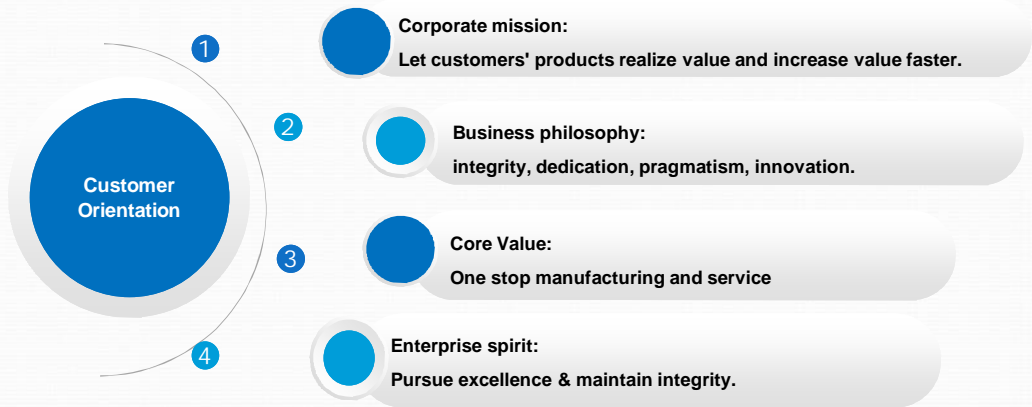 Customer
Orientation
1
Corporate mission:
Let customers' products realize value and increase value faster.
2
Business philosophy:
integrity, dedication, pragmatism, innovation.
3
Core Value:
One stop manufacturing and service
4
Enterprise spirit:
Pursue excellence & maintain integrity.